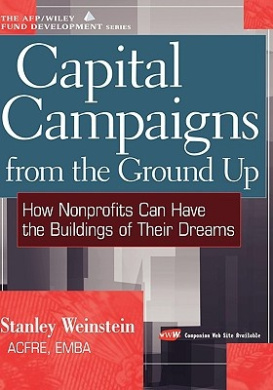 THE AFP/WILEY
FUND DEVELOPMENT SERIES
Capital
Campaigns
from the Ground Up
How Nonprofits Can Have
the Buildings of Their Dreams
Stanley Weinstein
ACFRE, EMBA
WWW Companion Web Site Available